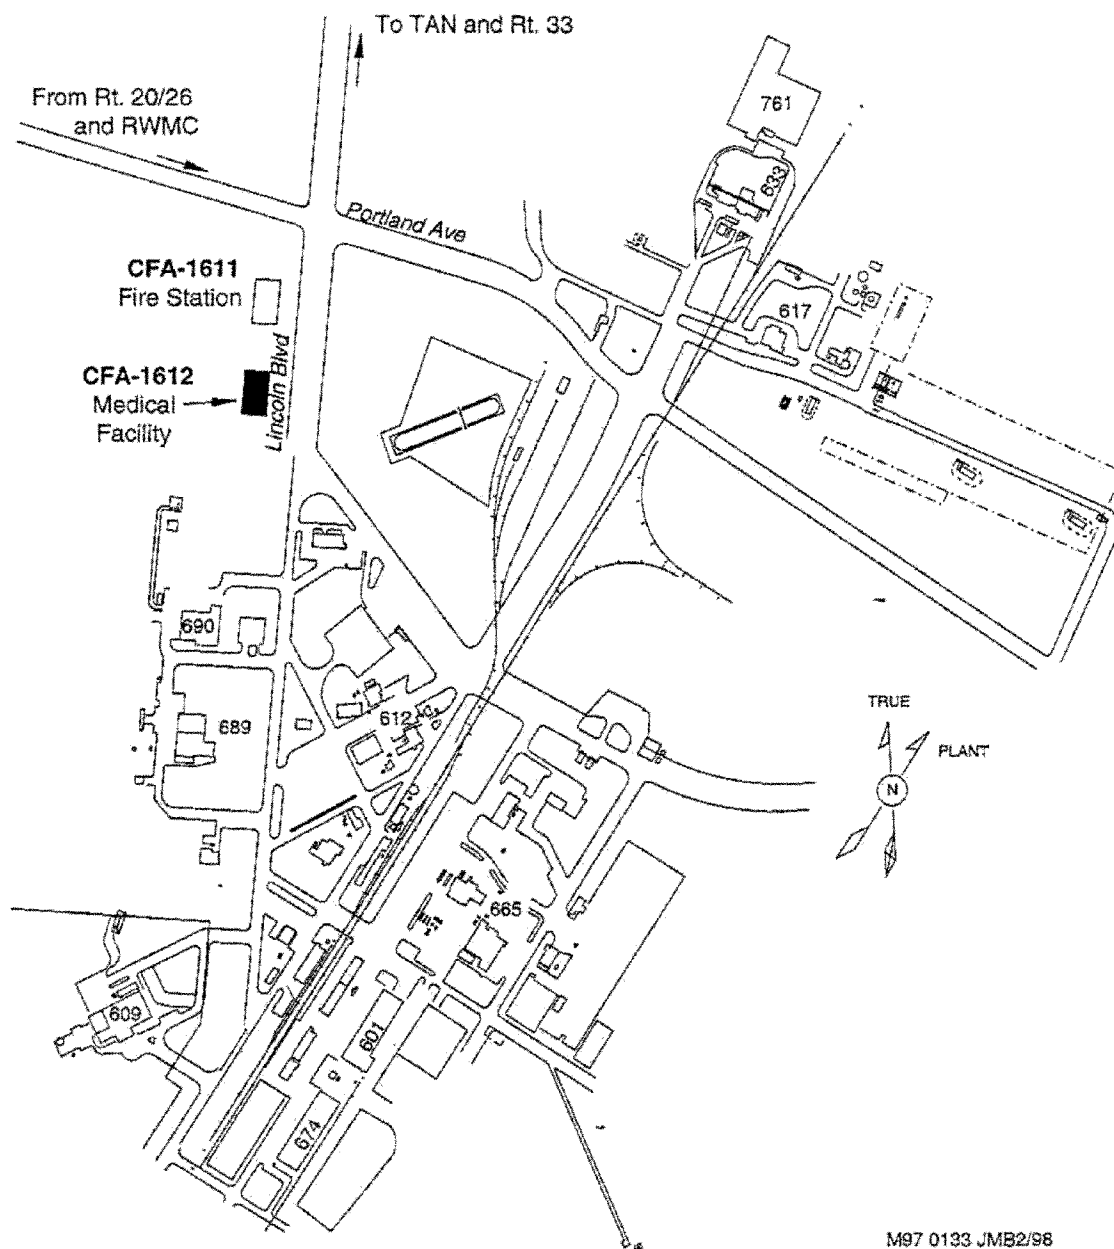 To TAN and Rt. 33
From Rt. 20/26
and RWMC
761
633
Portland Ave
CFA-1611
Fire Station
617
CFA-1612
Medical
Facility
Lincoln Blvd
690
689
612
TRUE
PLANT
N
665
609
601
674
M97 0133 JMB2/98